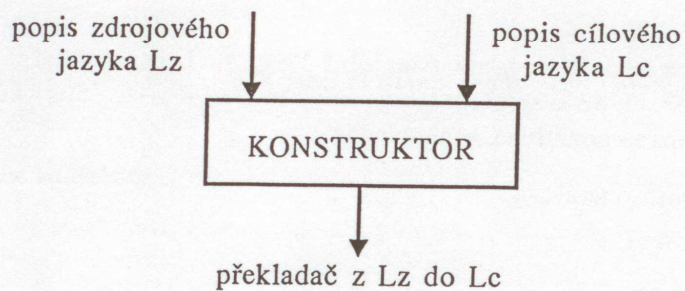 popis zdrojového
jazyka Lz
popis cílového
jazyka Lc
KONSTRUKTOR
překladač z Lz do Lc